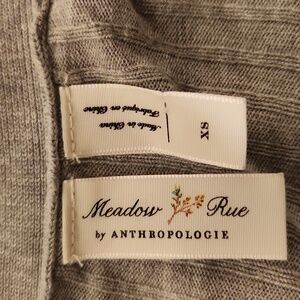 Made in China
Fabriqué en Chine
XS
Meadow Rue
by ANTHROPOLOGIE